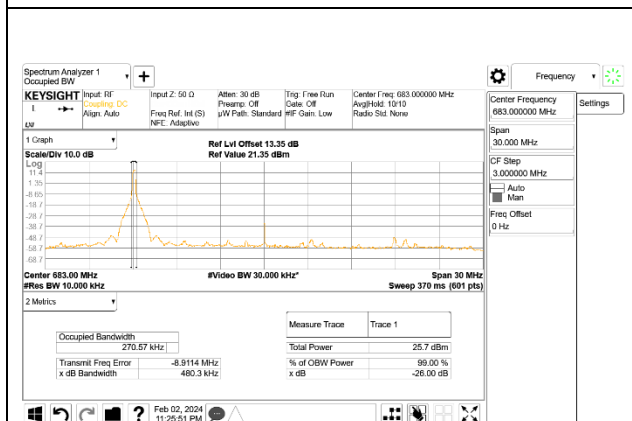 Spectrum Analyzer 1
Occupied BW
Frequency
KEYSIGHT Input: RF Input Z: 50 Ω Atten: 30 dB Trig: Free Run Center Freq: 683.000000 MHz
Coupling: DC Preamp: Off Gate: Off Avg|Hold: 10/10
Align: Auto Freq Ref: Int (S) µW Path: Standard #IF Gain: Low Radio Std: None
NFE: Adaptive
Center Frequency
683.000000 MHz
Settings
Span
30.000 MHz
CF Step
3.000000 MHz
Auto
Man
Freq Offset
0 Hz
1 Graph
Ref Lvl Offset 13.35 dB
Scale/Div 10.0 dB Ref Value 21.35 dBm
Log
11.4
1.35
-8.65
-18.7
-28.7
-38.7
-48.7
-58.7
-68.7
Center 683.00 MHz #Video BW 30.000 kHz* Span 30 MHz
#Res BW 10.000 kHz Sweep 370 ms (601 pts)
2 Metrics
Measure Trace Trace 1
Occupied Bandwidth
270.57 kHz
Total Power 25.7 dBm
Transmit Freq Error -8.9114 MHz % of OBW Power 99.00 %
x dB Bandwidth 480.3 kHz x dB -26.00 dB
Feb 02, 2024
11:25:51 PM